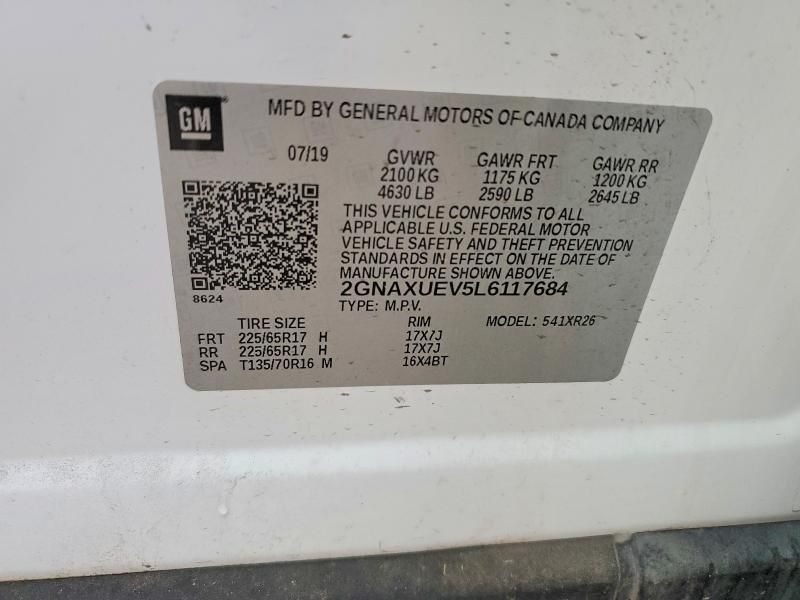 GM
MFD BY GENERAL MOTORS OF CANADA COMPANY
07/19 GVWR GAWR FRT GAWR RR
2100 KG 1175 KG 1200 KG
4630 LB 2590 LB 2645 LB
THIS VEHICLE CONFORMS TO ALL
APPLICABLE U.S. FEDERAL MOTOR
VEHICLE SAFETY AND THEFT PREVENTION
STANDARDS IN EFFECT ON THE DATE OF
MANUFACTURE SHOWN ABOVE.
8624
2GNAXUEV5L6117684
TYPE: M.P.V.
TIRE SIZE RIM MODEL: 541XR26
FRT 225/65R17 H 17X7J
RR 225/65R17 H 17X7J
SPA T135/70R16 M 16X4BT